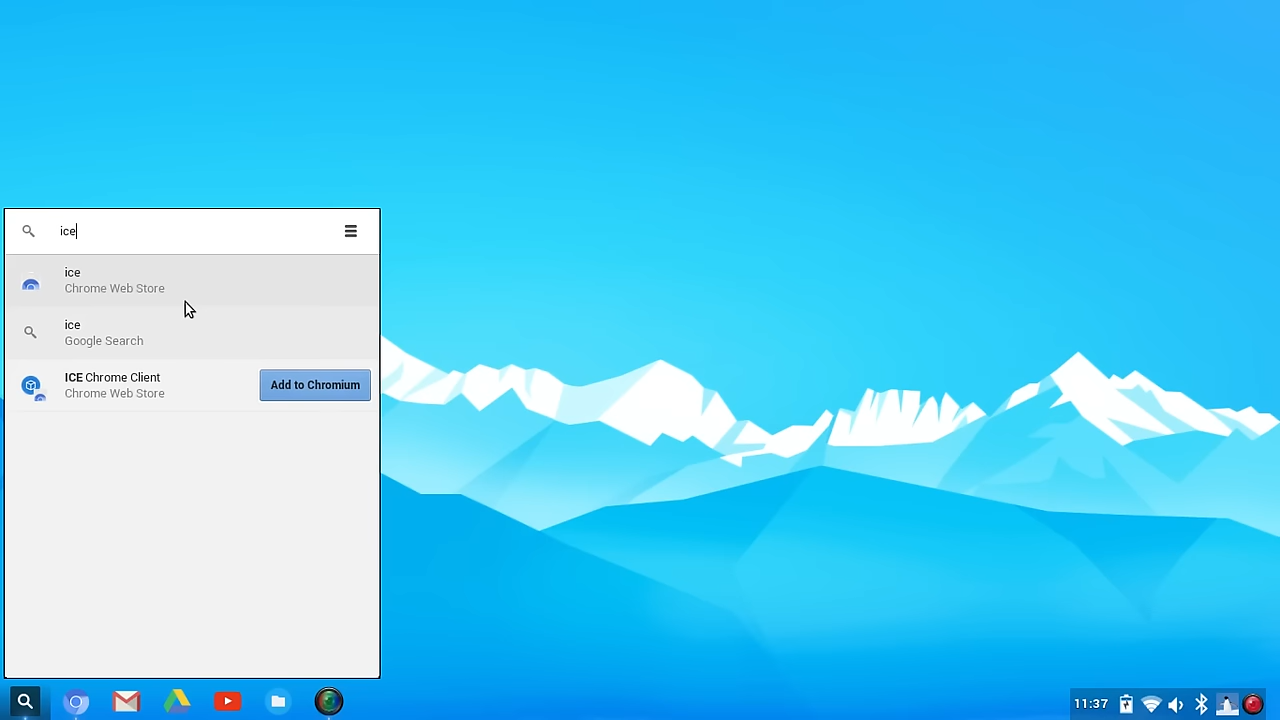 ice
ice
Chrome Web Store
ice
Google Search
ICE Chrome Client
Chrome Web Store
Add to Chromium
11:37